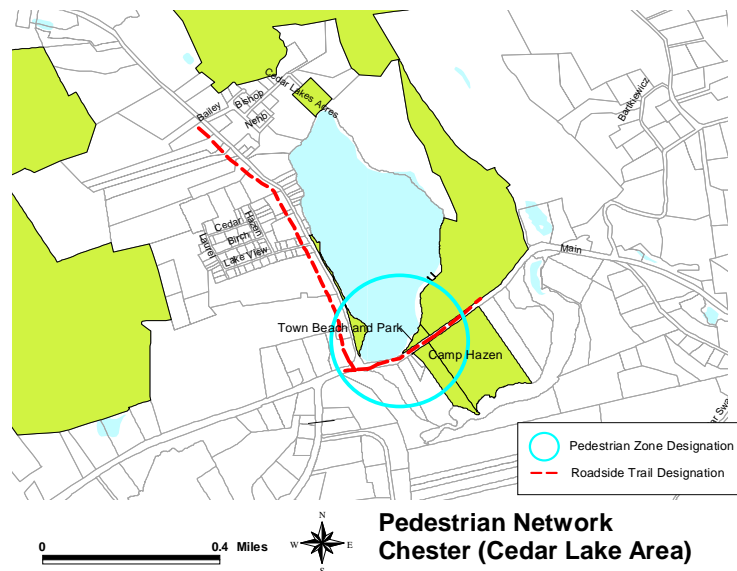 Cedar Lakes Acres
Bishop
Bailey
Neho
Bartkiewicz
Cedar
Hazen
Birch
Laurel
Lake View
Main
Town Beach and Park
Camp Hazen
Pedestrian Zone Designation
Roadside Trail Designation
0 0.4 Miles
N
W E
S
Pedestrian Network
Chester (Cedar Lake Area)